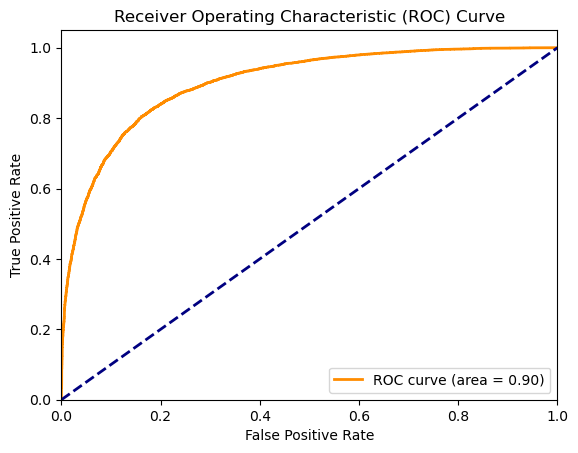 Receiver Operating Characteristic (ROC) Curve
1.0
0.8
0.6
0.4
0.2
0.0
True Positive Rate
ROC curve (area = 0.90)
0.0 0.2 0.4 0.6 0.8 1.0
False Positive Rate